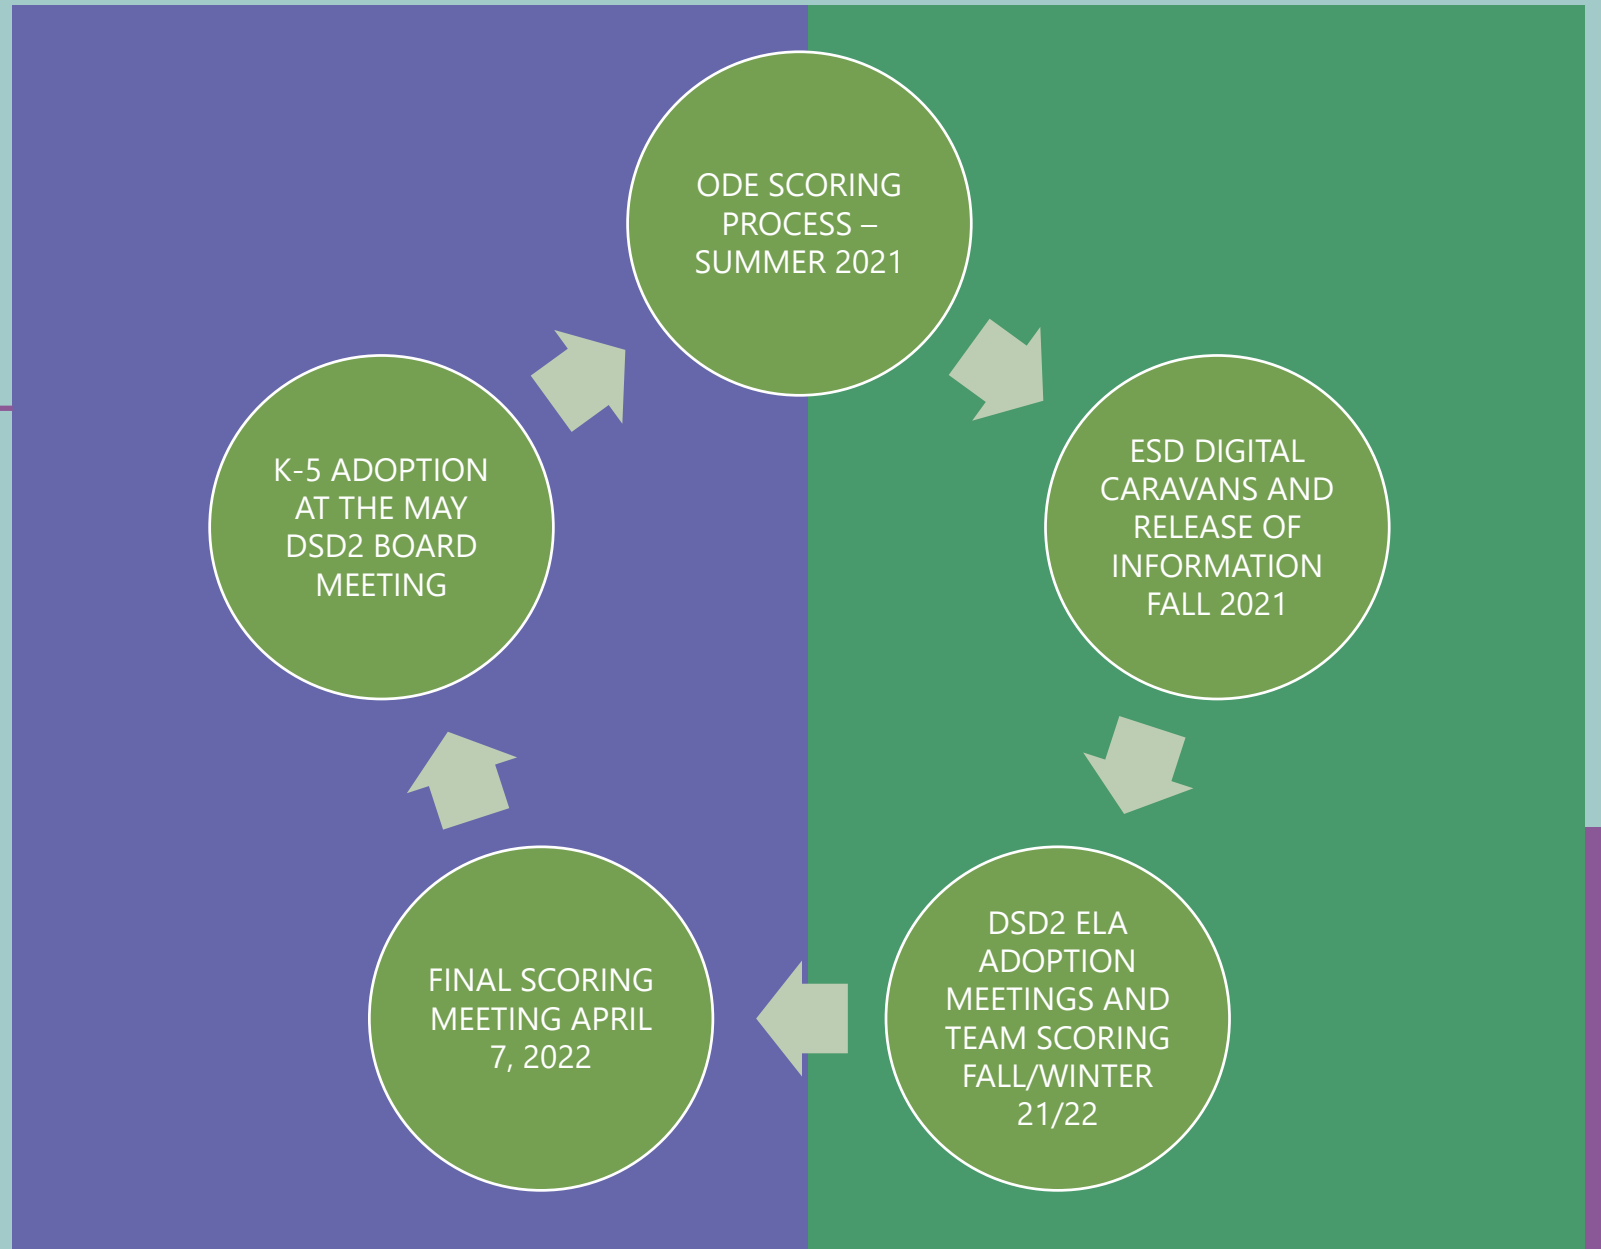 ODE SCORING
PROCESS –
SUMMER 2021
ESD DIGITAL
CARAVANS AND
RELEASE OF
INFORMATION
FALL 2021
DSD2 ELA
ADOPTION
MEETINGS AND
TEAM SCORING
FALL/WINTER
21/22
FINAL SCORING
MEETING APRIL
7, 2022
K-5 ADOPTION
AT THE MAY
DSD2 BOARD
MEETING